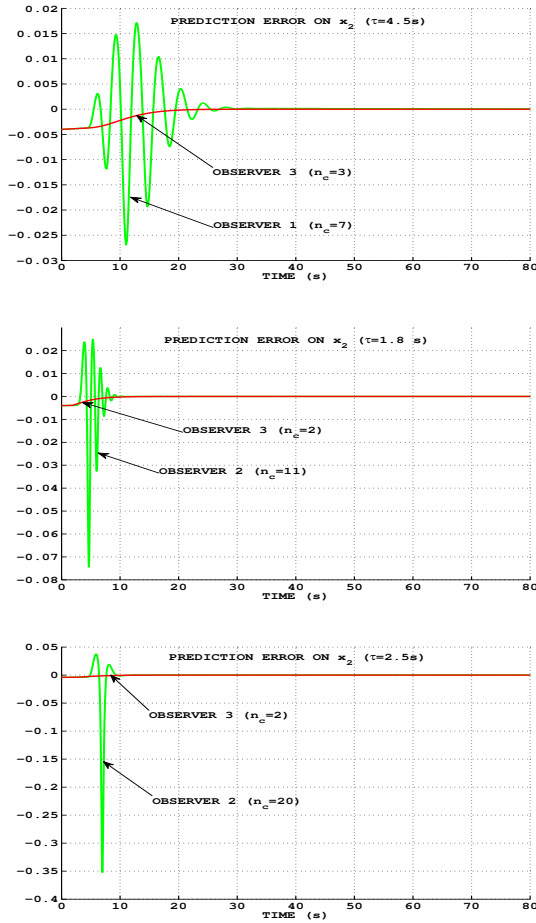 PREDICTION ERROR ON x₂ (τ=4.5s)
0.02
0.015
0.01
0.005
0
−0.005
−0.01
−0.015
−0.02
−0.025
−0.03
OBSERVER 3 (n_c=3)
OBSERVER 1 (n_c=7)
0 10 20 30 40 50 60 70 80
TIME (s)
PREDICTION ERROR ON x₂ (τ=1.8 s)
0.02
0.01
0
−0.01
−0.02
−0.03
−0.04
−0.05
−0.06
−0.07
−0.08
OBSERVER 3 (n_c=2)
OBSERVER 2 (n_c=11)
0 10 20 30 40 50 60 70 80
TIME (s)
PREDICTION ERROR ON x₂ (τ=2.5s)
0.05
0
−0.05
−0.1
−0.15
−0.2
−0.25
−0.3
−0.35
−0.4
OBSERVER 3 (n_c=2)
OBSERVER 2 (n_c=20)
0 10 20 30 40 50 60 70 80
TIME (s)